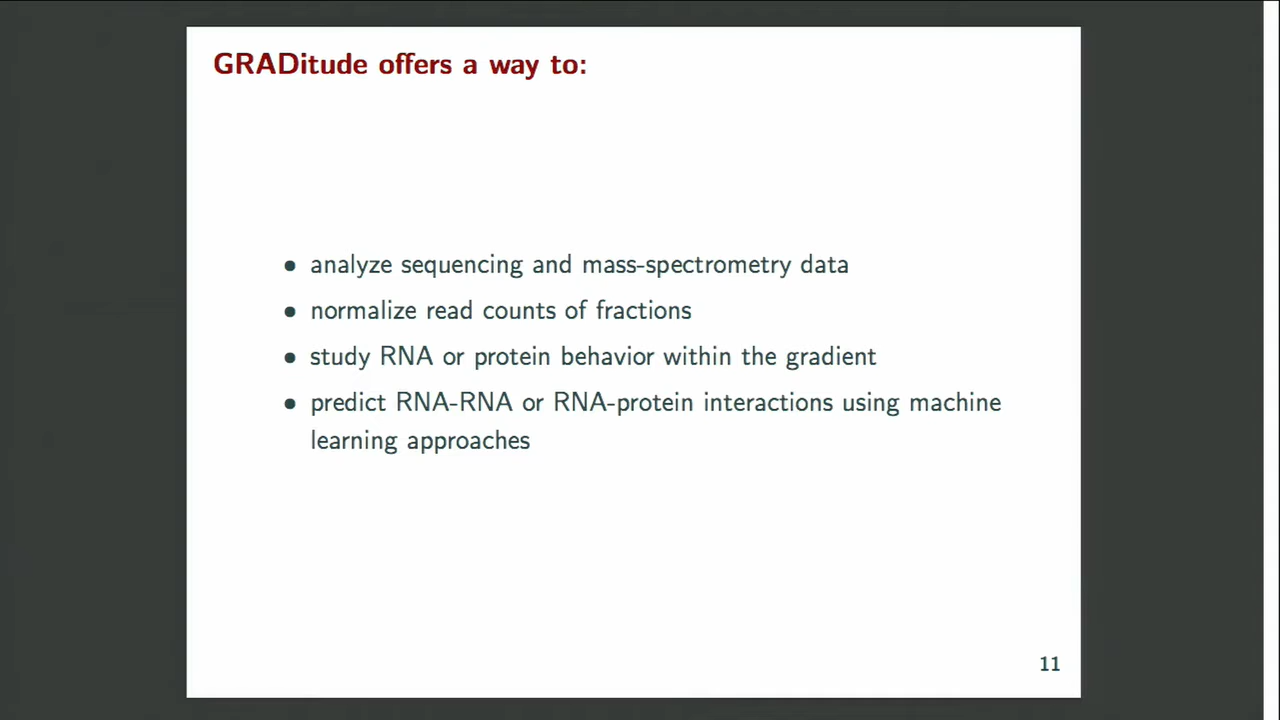 GRADitude offers a way to:
• analyze sequencing and mass-spectrometry data
• normalize read counts of fractions
• study RNA or protein behavior within the gradient
• predict RNA-RNA or RNA-protein interactions using machine
learning approaches
11